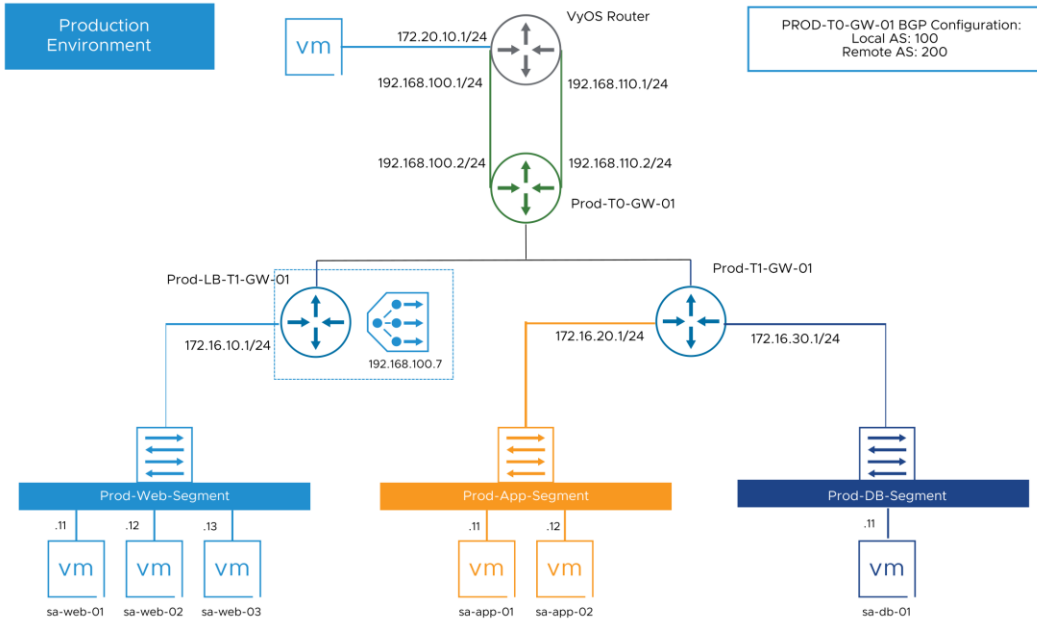 Production
Environment
VyOS Router
PROD-T0-GW-01 BGP Configuration:
Local AS: 100
Remote AS: 200
vm
172.20.10.1/24
192.168.100.1/24
192.168.110.1/24
192.168.100.2/24
192.168.110.2/24
Prod-T0-GW-01
Prod-LB-T1-GW-01
Prod-T1-GW-01
172.16.10.1/24
192.168.100.7
172.16.20.1/24
172.16.30.1/24
Prod-Web-Segment
Prod-App-Segment
Prod-DB-Segment
.11
.12
.13
.11
.12
.11
vm
vm
vm
vm
vm
vm
sa-web-01
sa-web-02
sa-web-03
sa-app-01
sa-app-02
sa-db-01